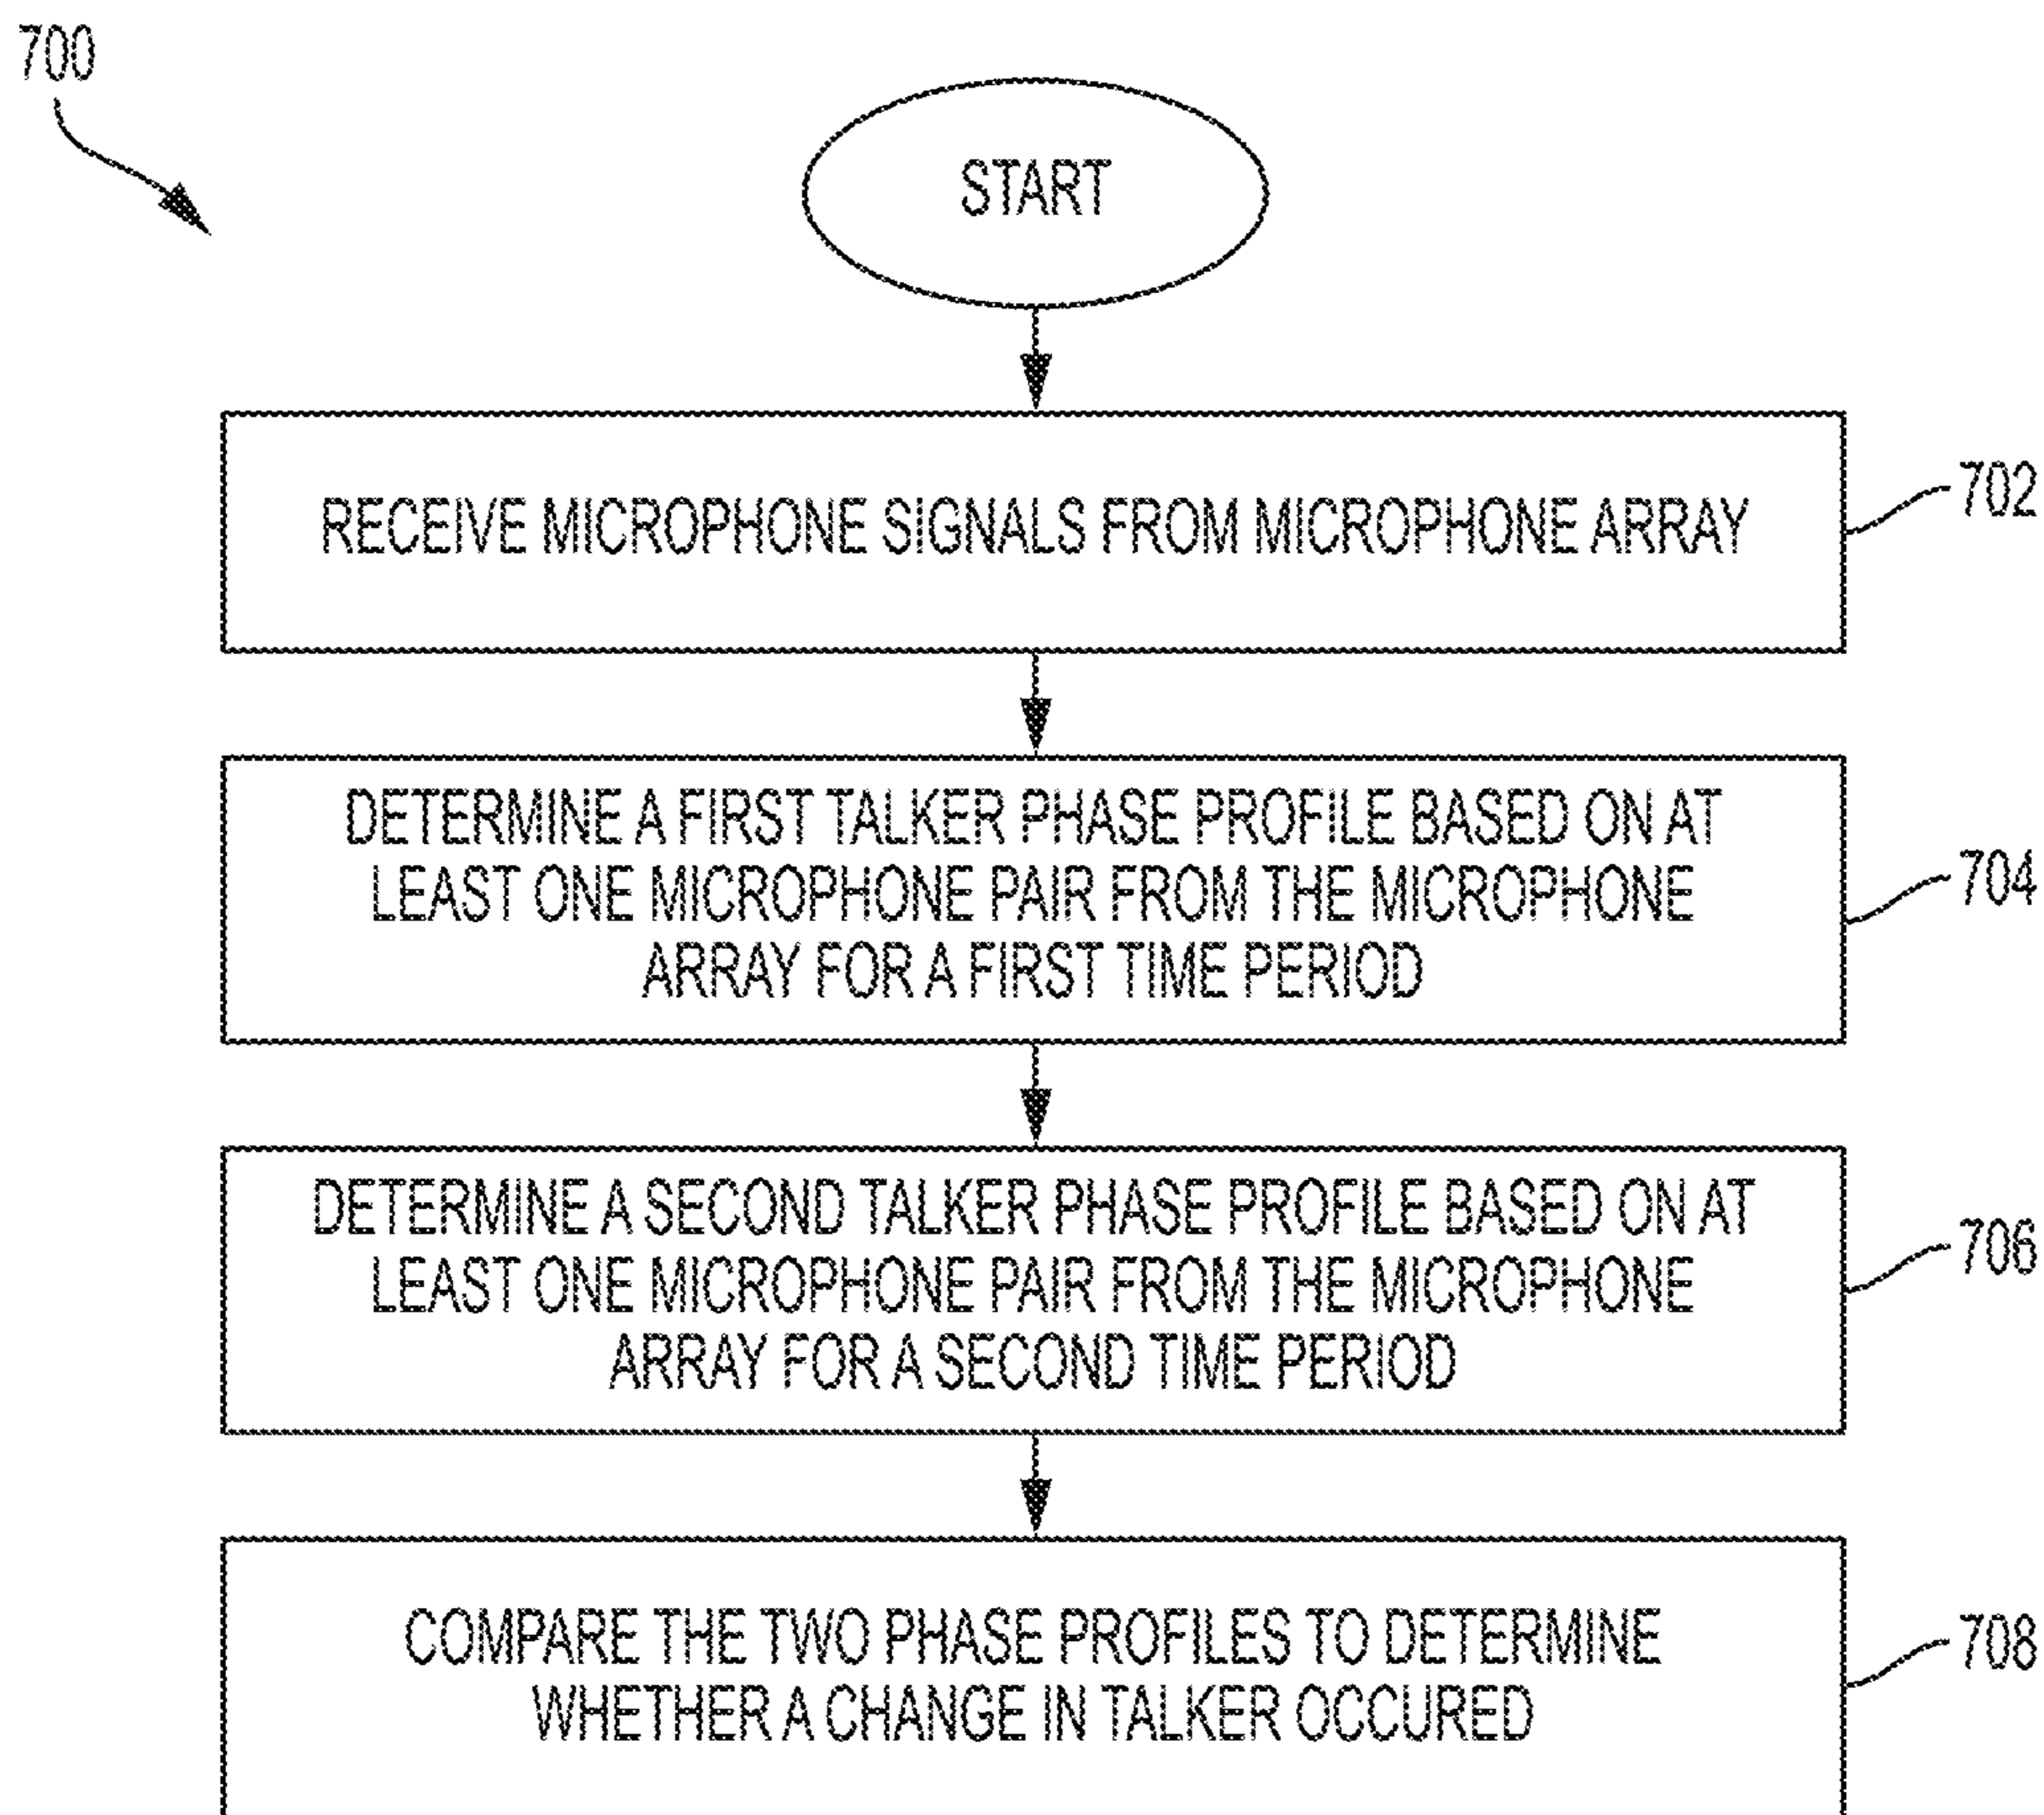 700
START
RECEIVE MICROPHONE SIGNALS FROM MICROPHONE ARRAY
702
DETERMINE A FIRST TALKER PHASE PROFILE BASED ON AT
LEAST ONE MICROPHONE PAIR FROM THE MICROPHONE
ARRAY FOR A FIRST TIME PERIOD
704
DETERMINE A SECOND TALKER PHASE PROFILE BASED ON AT
LEAST ONE MICROPHONE PAIR FROM THE MICROPHONE
ARRAY FOR A SECOND TIME PERIOD
706
COMPARE THE TWO PHASE PROFILES TO DETERMINE
WHETHER A CHANGE IN TALKER OCCURED
708